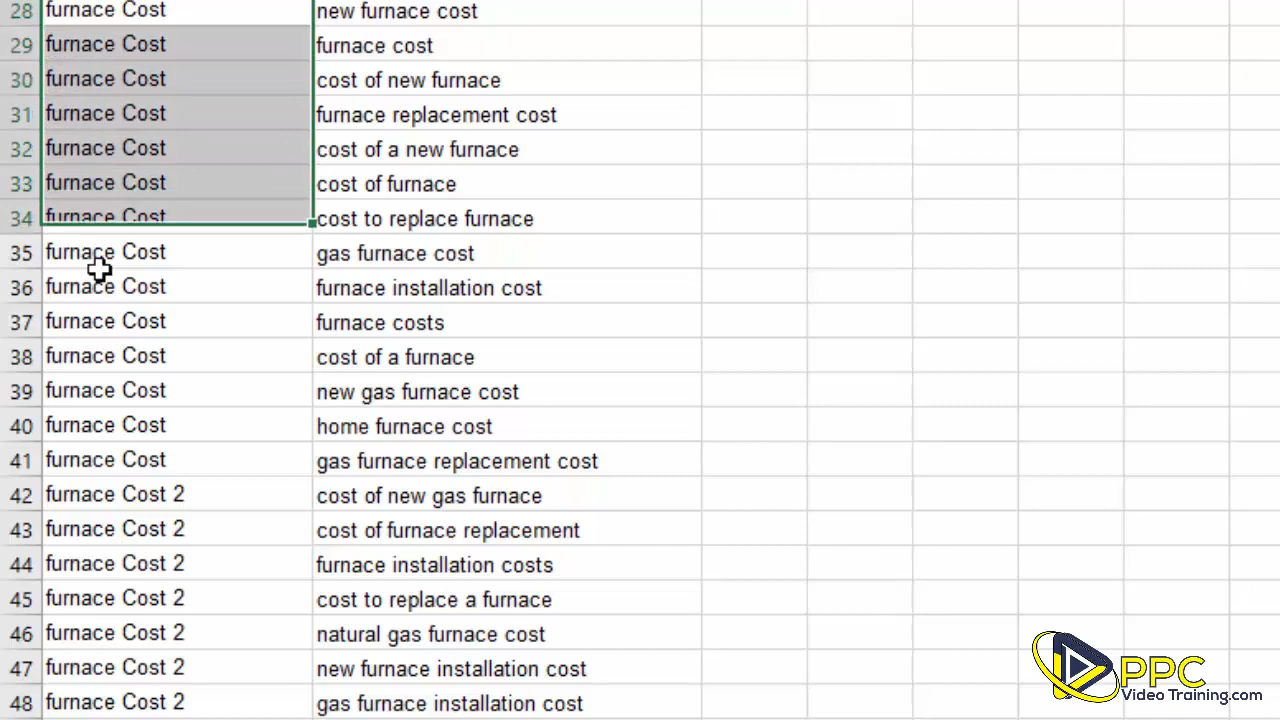 28 furnace Cost new furnace cost
29 furnace Cost furnace cost
30 furnace Cost cost of new furnace
31 furnace Cost furnace replacement cost
32 furnace Cost cost of a new furnace
33 furnace Cost cost of furnace
34 furnace Cost cost to replace furnace
35 furnace Cost gas furnace cost
36 furnace Cost furnace installation cost
37 furnace Cost furnace costs
38 furnace Cost cost of a furnace
39 furnace Cost new gas furnace cost
40 furnace Cost home furnace cost
41 furnace Cost gas furnace replacement cost
42 furnace Cost 2 cost of new gas furnace
43 furnace Cost 2 cost of furnace replacement
44 furnace Cost 2 furnace installation costs
45 furnace Cost 2 cost to replace a furnace
46 furnace Cost 2 natural gas furnace cost
47 furnace Cost 2 new furnace installation cost
48 furnace Cost 2 gas furnace installation cost
PPC
Video Training.com